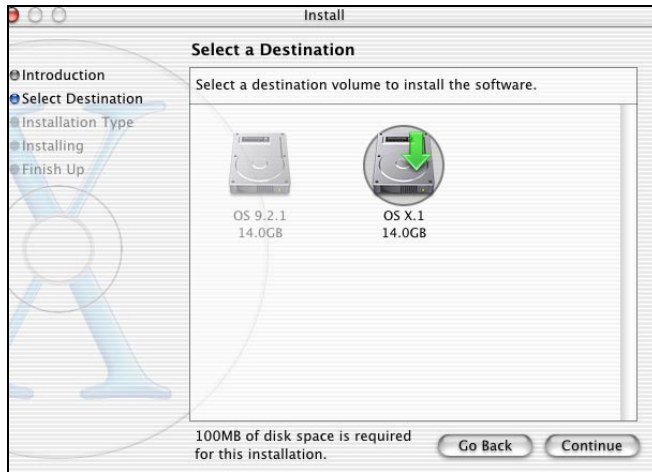 Install
Select a Destination
Introduction
Select Destination
Installation Type
Installing
Finish Up
Select a destination volume to install the software.
OS 9.2.1
14.0GB
OS X.1
14.0GB
100MB of disk space is required
for this installation.
Go Back
Continue